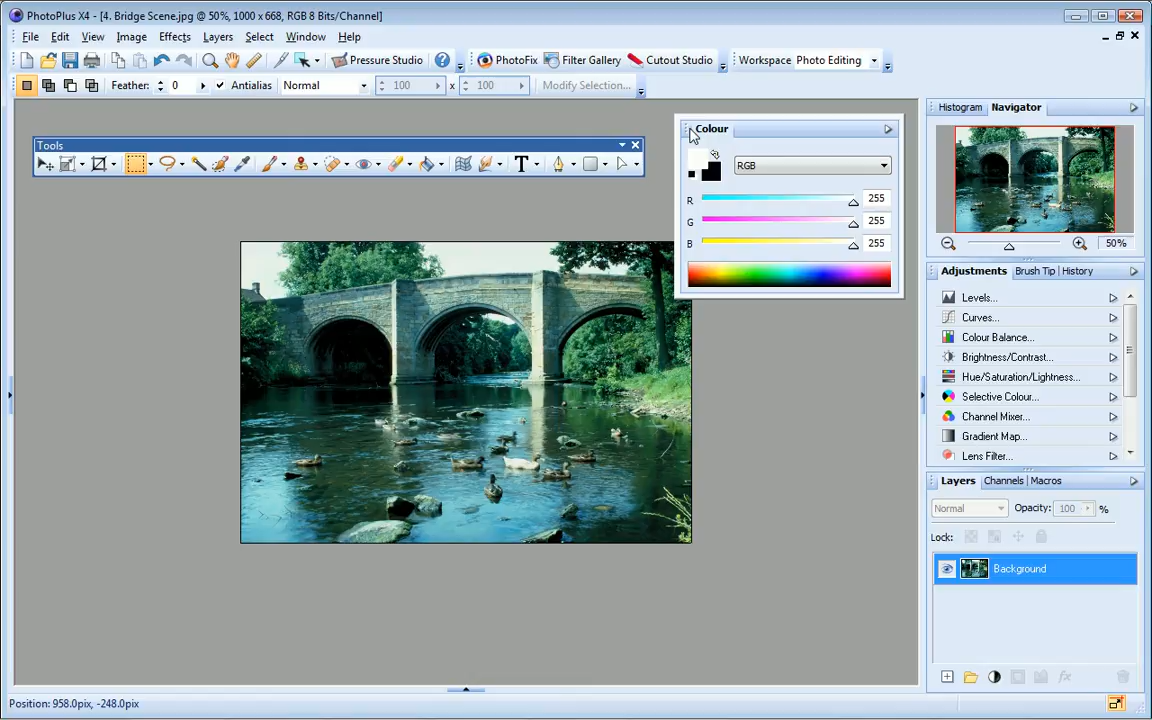 PhotoPlus X4 - [4. Bridge Scene.jpg @ 50%, 1000 x 668, RGB 8 Bits/Channel]
File Edit View Image Effects Layers Select Window Help
Pressure Studio PhotoFix Filter Gallery Cutout Studio Workspace Photo Editing
Feather: 0 Antialias Normal 100 x 100 Modify Selection...
Histogram Navigator
Tools
Colour
RGB
R 255
G 255
B 255
50%
Adjustments Brush Tip History
Levels...
Curves...
Colour Balance...
Brightness/Contrast...
Hue/Saturation/Lightness...
Selective Colour...
Channel Mixer...
Gradient Map...
Lens Filter...
Layers Channels Macros
Normal Opacity: 100 %
Lock:
Background
Position: 958.0pix, -248.0pix